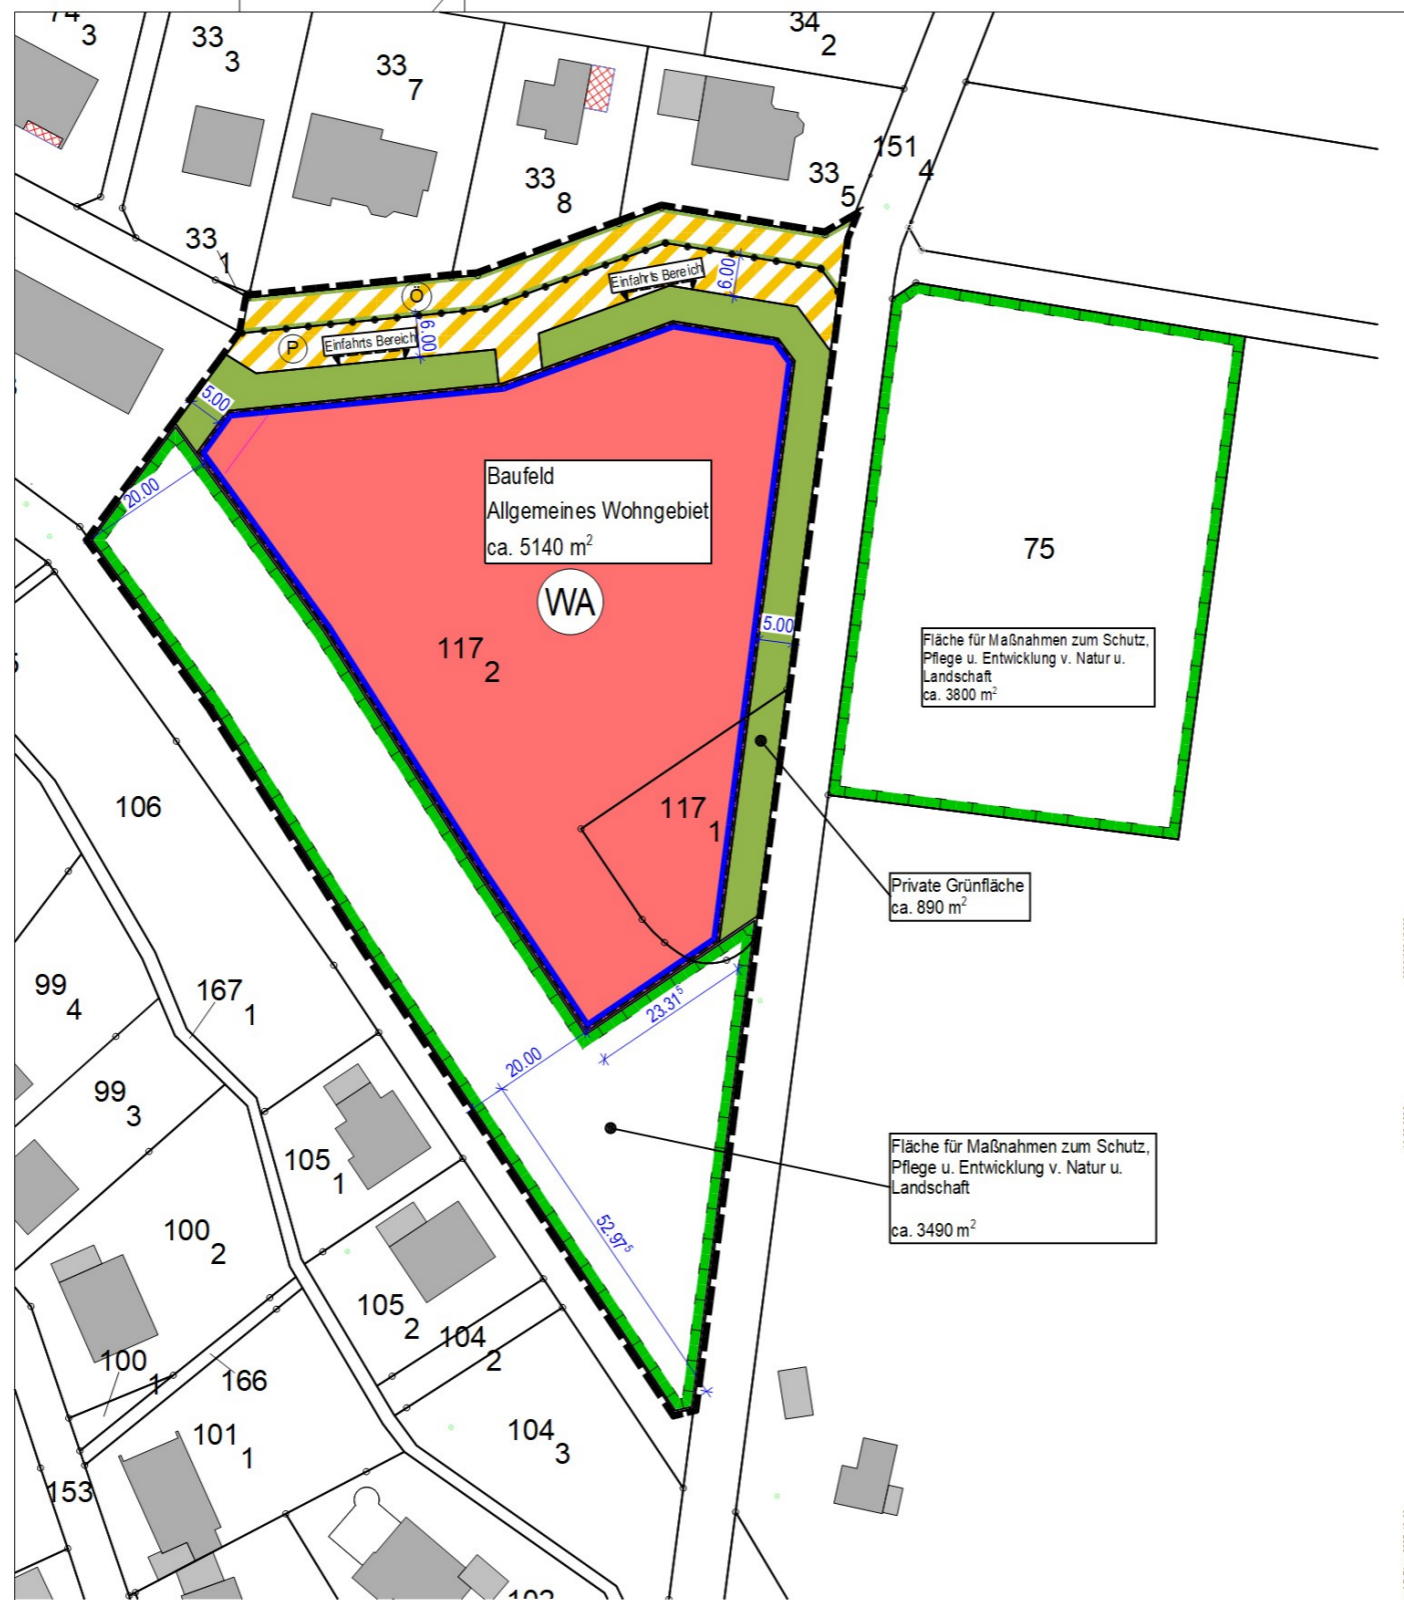 74
3
33
3
33
7
34
2
33
8
33
5
151
4
33
1
Ö
P
Einfahrts Bereich
Einfahrts Bereich
6.00
6.00
5.00
20.00
Baufeld
Allgemeines Wohngebiet
ca. 5140 m²
WA
117
2
5.00
75
Fläche für Maßnahmen zum Schutz,
Pflege u. Entwicklung v. Natur u.
Landschaft
ca. 3800 m²
117
1
106
Private Grünfläche
ca. 890 m²
99
4
167
1
23.31⁵
20.00
99
3
105
1
Fläche für Maßnahmen zum Schutz,
Pflege u. Entwicklung v. Natur u.
Landschaft
ca. 3490 m²
100
2
52.97⁵
105
2
104
2
100
1
166
101
1
104
3
153